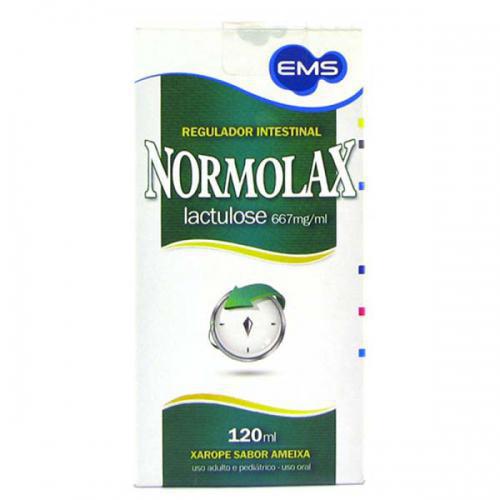 EMS
REGULADOR INTESTINAL
NORMOLAX
lactulose 667mg/ml
120ml
XAROPE SABOR AMEIXA
uso adulto e pediátrico - uso oral